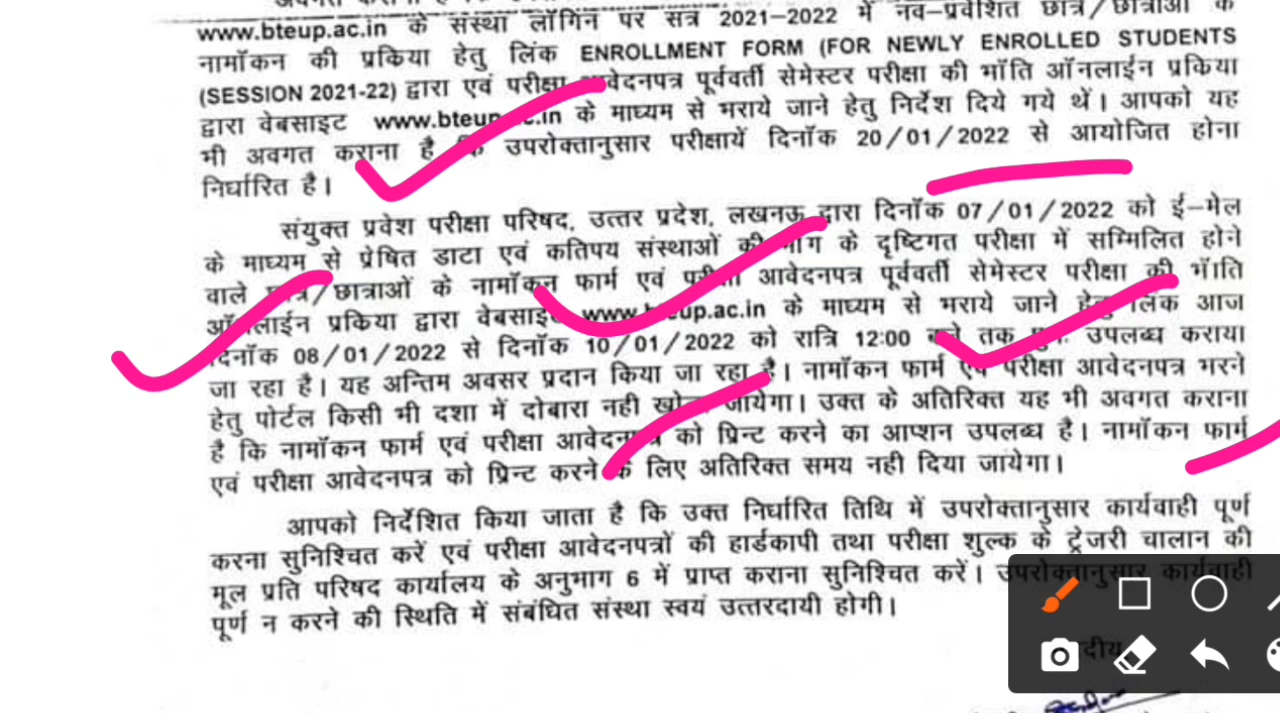 www.bteup.ac.in के संस्था लॉगिन पर सत्र 2021–2022 में नव–प्रवेशित छात्र/छात्राओं के
नामॉकन की प्रकिया हेतु लिंक ENROLLMENT FORM (FOR NEWLY ENROLLED STUDENTS
(SESSION 2021-22) द्वारा एवं परीक्षा आवेदनपत्र पूर्ववर्ती सेमेस्टर परीक्षा की भॉति ऑनलाईन प्रकिया
द्वारा वेबसाइट www.bteup.ac.in के माध्यम से भराये जाने हेतु निर्देश दिये गये थें। आपको यह
भी अवगत कराना है कि उपरोक्तानुसार परीक्षायें दिनॉक 20/01/2022 से आयोजित होना
निर्धारित है।
संयुक्त प्रवेश परीक्षा परिषद, उत्तर प्रदेश, लखनऊ द्वारा दिनॉक 07/01/2022 को ई–मेल
के माध्यम से प्रेषित डाटा एवं कतिपय संस्थाओं की मांग के दृष्टिगत परीक्षा में सम्मिलित होने
वाले छात्र/छात्राओं के नामॉकन फार्म एवं परीक्षा आवेदनपत्र पूर्ववर्ती सेमेस्टर परीक्षा की भॉति
ऑनलाईन प्रकिया द्वारा वेबसाइट www.bteup.ac.in के माध्यम से भराये जाने हेतु लिंक आज
दिनॉक 08/01/2022 से दिनॉक 10/01/2022 को रात्रि 12:00 बजे तक पुनः उपलब्ध कराया
जा रहा है। यह अन्तिम अवसर प्रदान किया जा रहा है। नामॉकन फार्म एवं परीक्षा आवेदनपत्र भरने
हेतु पोर्टल किसी भी दशा में दोबारा नही खोला जायेगा। उक्त के अतिरिक्त यह भी अवगत कराना
है कि नामॉकन फार्म एवं परीक्षा आवेदनपत्र को प्रिन्ट करने का आप्शन उपलब्ध है। नामॉकन फार्म
एवं परीक्षा आवेदनपत्र को प्रिन्ट करने के लिए अतिरिक्त समय नही दिया जायेगा।
आपको निर्देशित किया जाता है कि उक्त निर्धारित तिथि में उपरोक्तानुसार कार्यवाही पूर्ण
करना सुनिश्चित करें एवं परीक्षा आवेदनपत्रों की हार्डकापी तथा परीक्षा शुल्क के ट्रेजरी चालान की
मूल प्रति परिषद कार्यालय के अनुभाग 6 में प्राप्त कराना सुनिश्चित करें। उपरोक्तानुसार कार्यवाही
पूर्ण न करने की स्थिति में संबंधित संस्था स्वयं उत्तरदायी होगी।